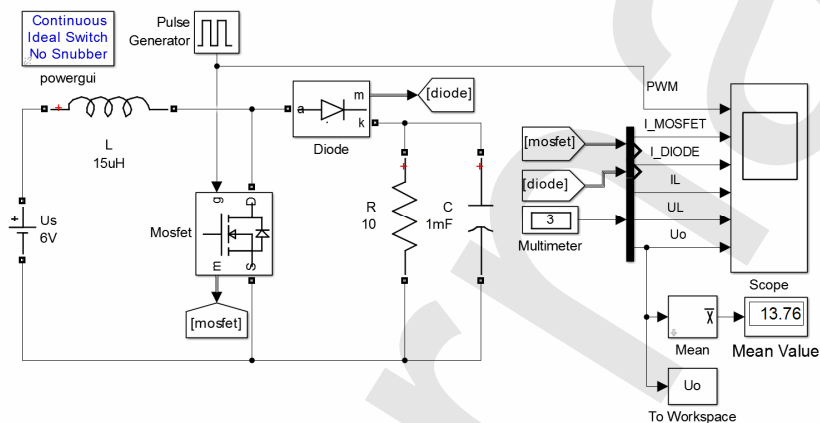 Continuous
Ideal Switch
No Snubber
powergui
Pulse
Generator
PWM
m
[diode]
a
k
Diode
L
15uH
[mosfet]
I_MOSFET
I_DIODE
[diode]
IL
UL
3
Multimeter
Uo
g
D
Mosfet
m
S
[mosfet]
+
Us
6V
R
10
C
1mF
Scope
x
13.76
Mean
Mean Value
Uo
To Workspace